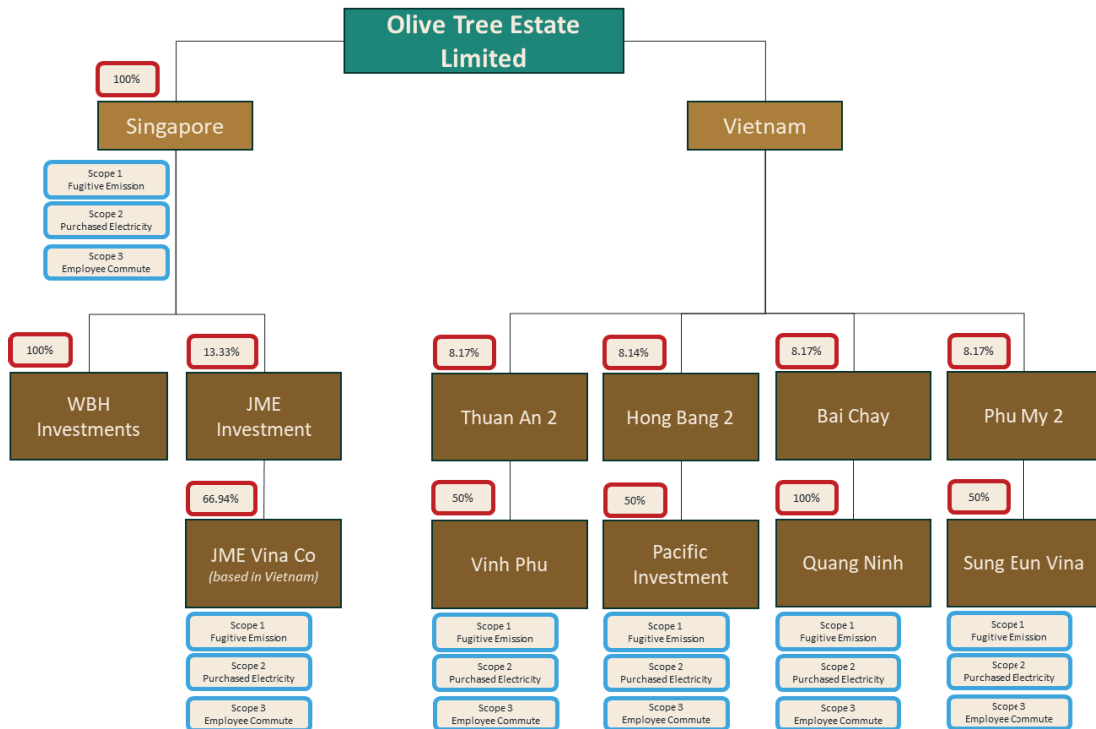 Olive Tree Estate
Limited
100%
Singapore
Vietnam
Scope 1
Fugitive Emission
Scope 2
Purchased Electricity
Scope 3
Employee Commute
100%
13.33%
8.17%
8.14%
8.17%
8.17%
WBH
Investments
JME
Investment
Thuan An 2
Hong Bang 2
Bai Chay
Phu My 2
66.94%
50%
50%
100%
50%
JME Vina Co
(based in Vietnam)
Vinh Phu
Pacific
Investment
Quang Ninh
Sung Eun Vina
Scope 1
Fugitive Emission
Scope 2
Purchased Electricity
Scope 3
Employee Commute
Scope 1
Fugitive Emission
Scope 2
Purchased Electricity
Scope 3
Employee Commute
Scope 1
Fugitive Emission
Scope 2
Purchased Electricity
Scope 3
Employee Commute
Scope 1
Fugitive Emission
Scope 2
Purchased Electricity
Scope 3
Employee Commute
Scope 1
Fugitive Emission
Scope 2
Purchased Electricity
Scope 3
Employee Commute